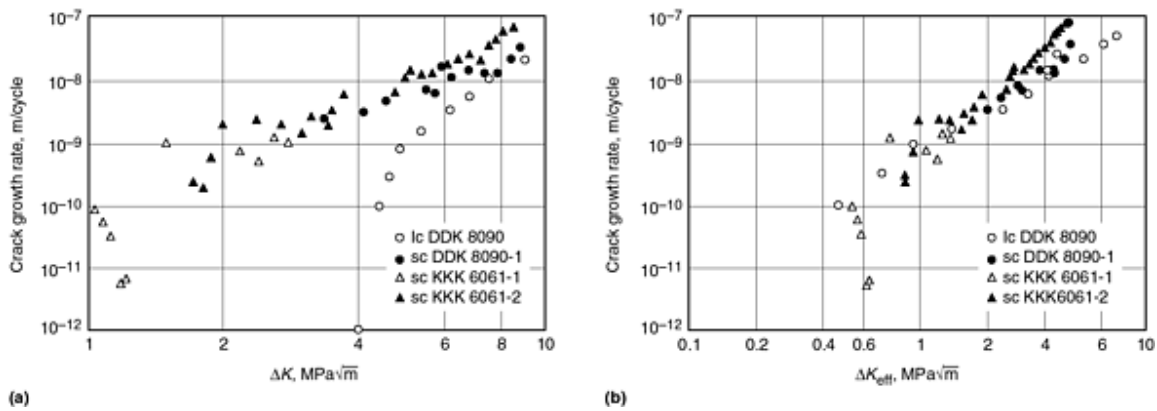 10⁻⁷
10⁻⁸
10⁻⁹
10⁻¹⁰
10⁻¹¹
10⁻¹²
Crack growth rate, m/cycle
lc DDK 8090
sc DDK 8090-1
sc KKK 6061-1
sc KKK 6061-2
1 2 4 6 8 10
ΔK, MPa√m
(a)
10⁻⁷
10⁻⁸
10⁻⁹
10⁻¹⁰
10⁻¹¹
10⁻¹²
Crack growth rate, m/cycle
lc DDK 8090
sc DDK 8090-1
sc KKK 6061-1
sc KKK6061-2
0.1 0.2 0.4 0.6 1 2 4 6 10
ΔKeff, MPa√m
(b)